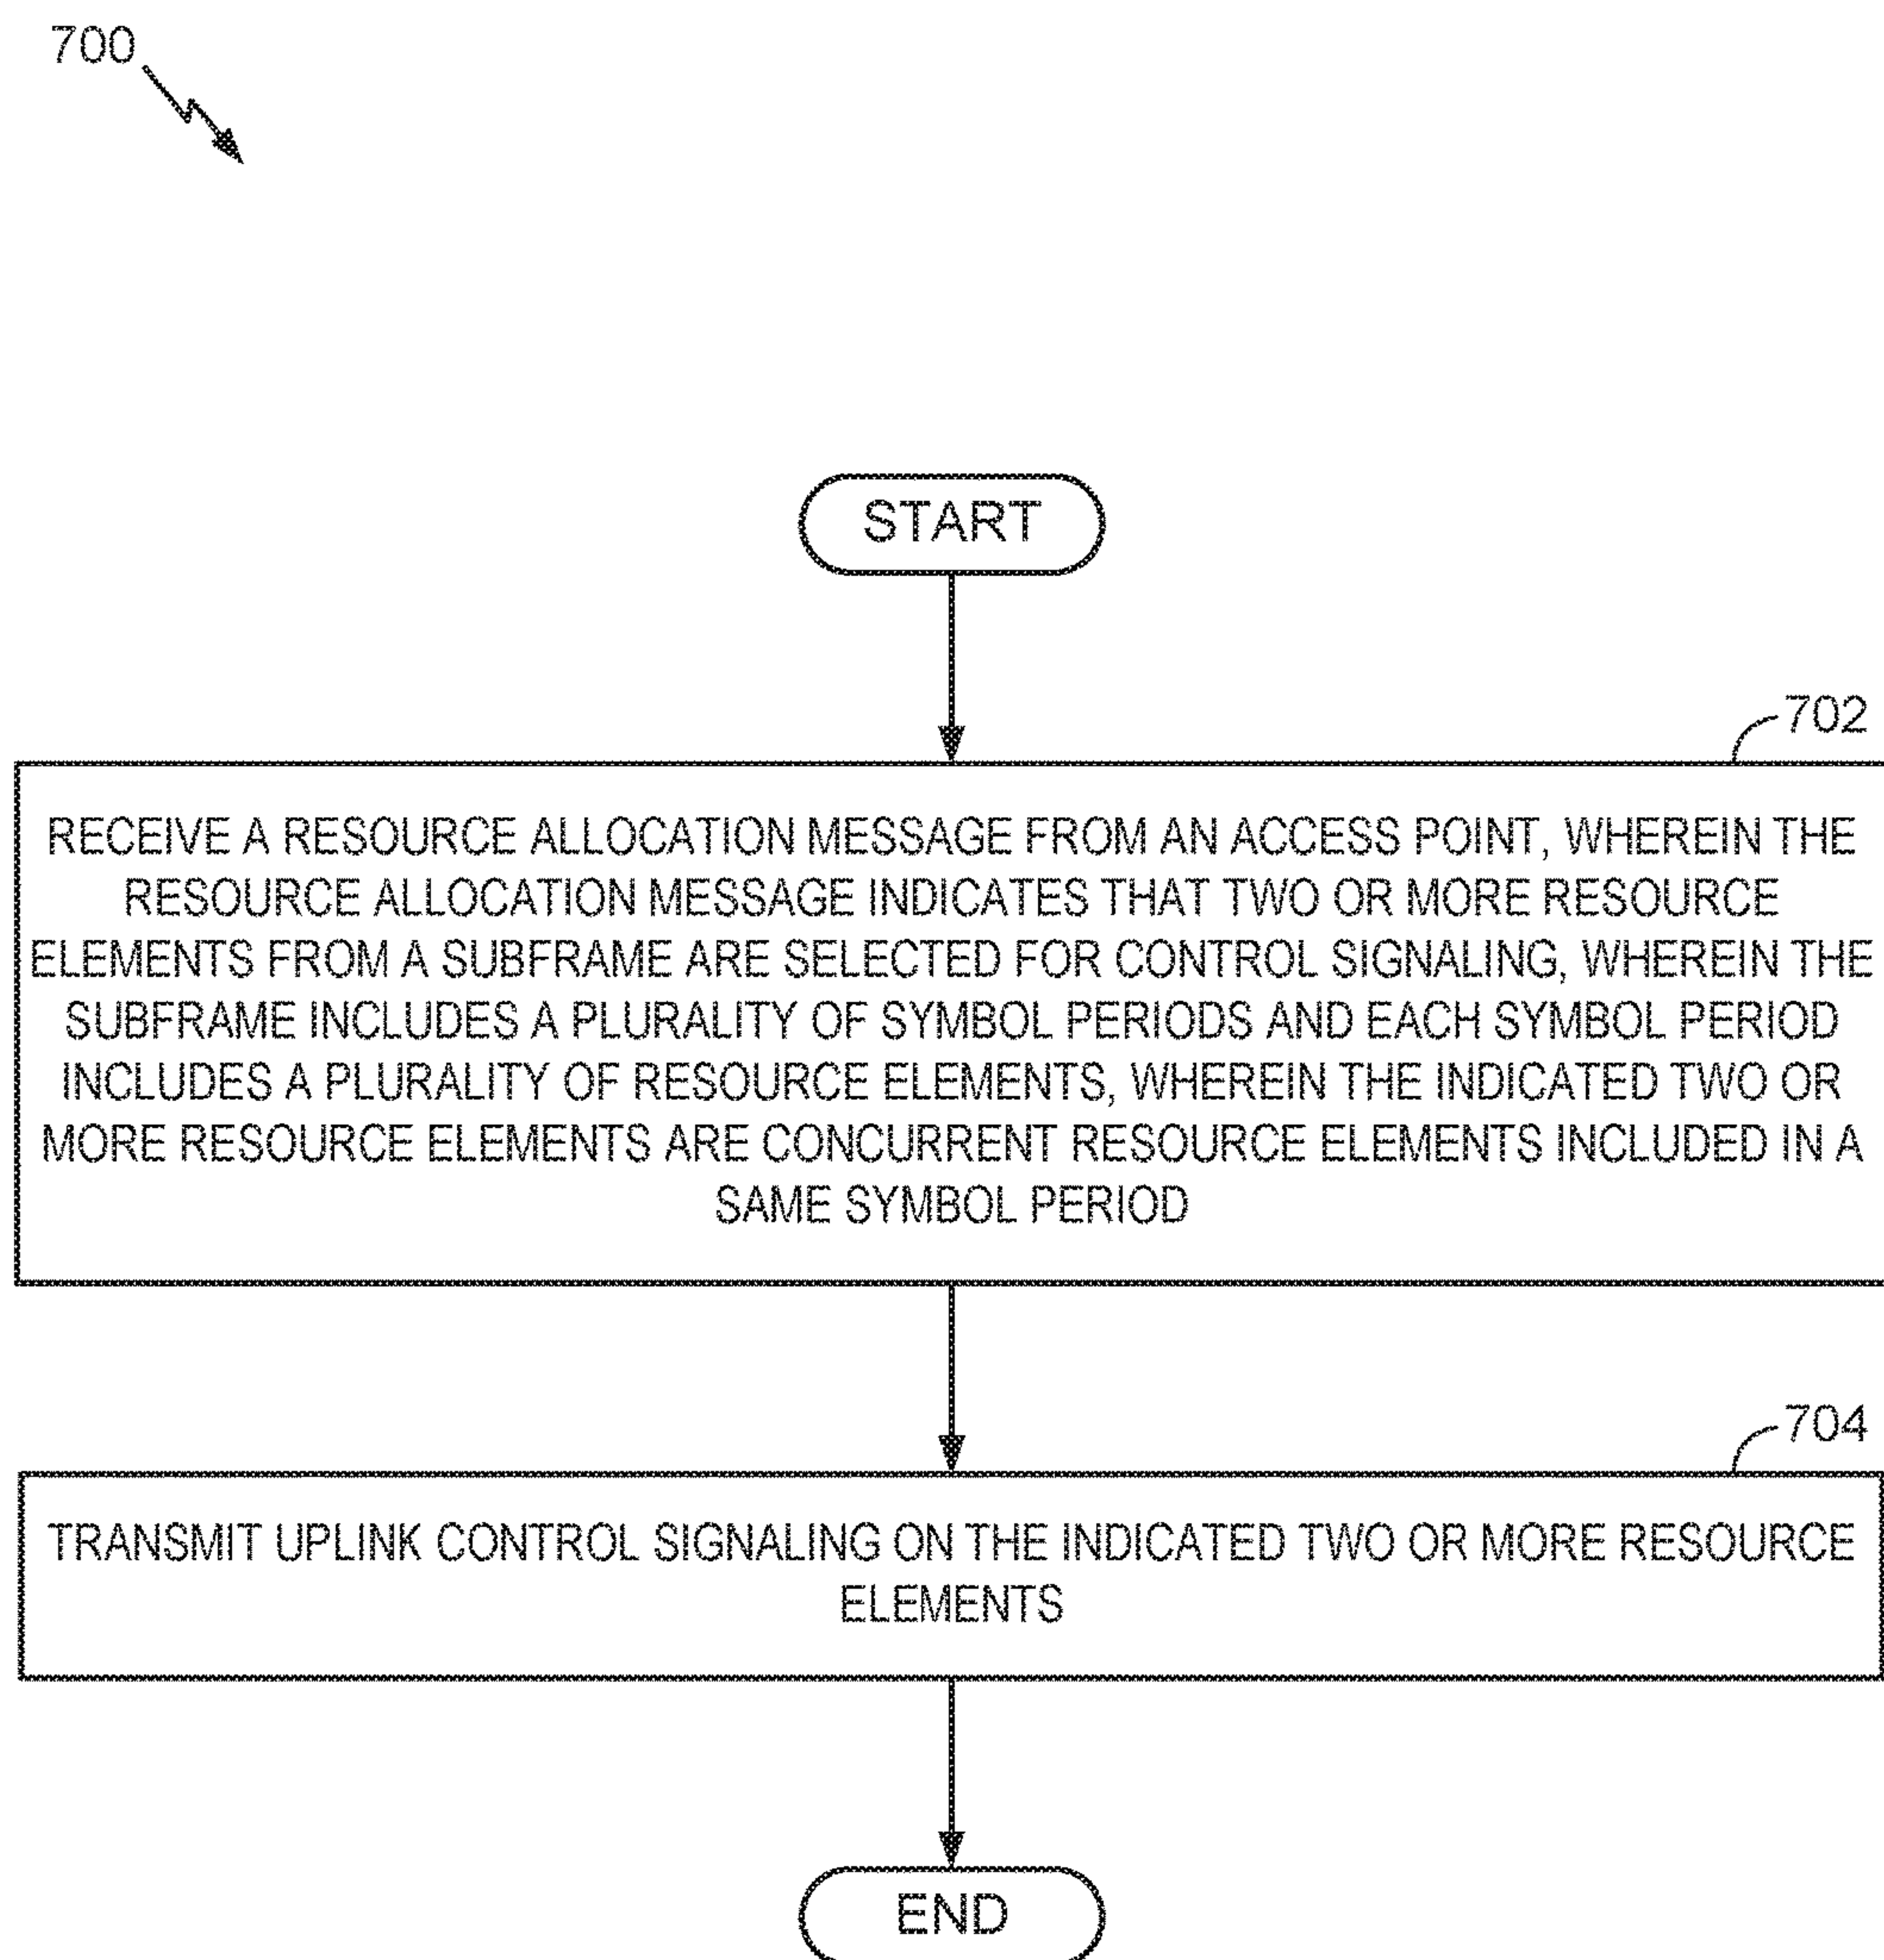 700
START
702
RECEIVE A RESOURCE ALLOCATION MESSAGE FROM AN ACCESS POINT, WHEREIN THE
RESOURCE ALLOCATION MESSAGE INDICATES THAT TWO OR MORE RESOURCE
ELEMENTS FROM A SUBFRAME ARE SELECTED FOR CONTROL SIGNALING, WHEREIN THE
SUBFRAME INCLUDES A PLURALITY OF SYMBOL PERIODS AND EACH SYMBOL PERIOD
INCLUDES A PLURALITY OF RESOURCE ELEMENTS, WHEREIN THE INDICATED TWO OR
MORE RESOURCE ELEMENTS ARE CONCURRENT RESOURCE ELEMENTS INCLUDED IN A
SAME SYMBOL PERIOD
704
TRANSMIT UPLINK CONTROL SIGNALING ON THE INDICATED TWO OR MORE RESOURCE
ELEMENTS
END